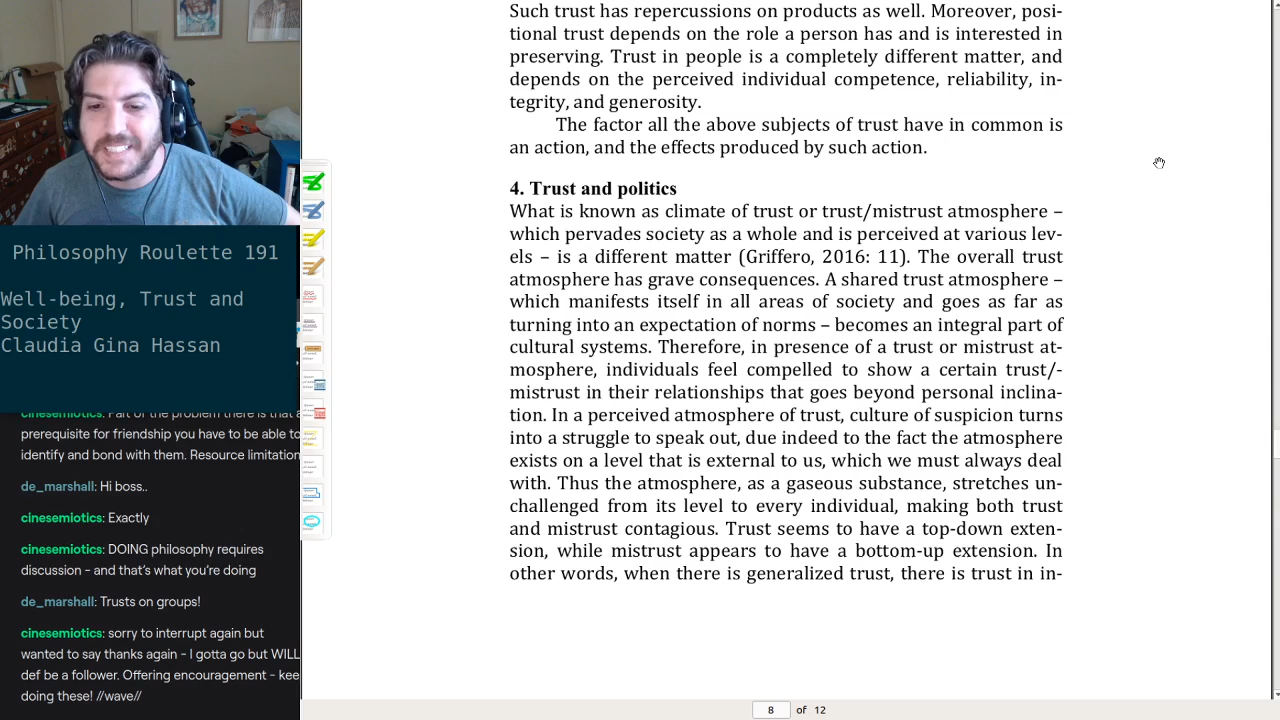 Such trust has repercussions on products as well. Moreover, posi-
tional trust depends on the role a person has and is interested in
preserving. Trust in people is a completely different matter, and
depends on the perceived individual competence, reliability, in-
tegrity, and generosity.
The factor all the above subjects of trust have in common is
an action, and the effects produced by such action.
4. Trust and politics
What is known as climate of trust or trust/mistrust atmosphere –
which pervades society as a whole and is perceived at various lev-
els – is a different matter (Griffero, 2016: 11). The overall trust
atmosphere has grave consequences. A shared trust atmosphere –
which manifests itself in all areas of society and goes as far as
turning into an expectation of norms – becomes an integral part of
cultural systems. Therefore, in presence of a trust or mistrust at-
mosphere, individuals feel compelled to show a certain trust/-
mistrust in their relationships that goes beyond personal inclina-
tion. In a perceived atmosphere of trust, a culture of suspicion turns
into a struggle to speak of. It is indeed for the fact the atmosphere
exists on a level that is external to us, which we must always deal
with. Thus the atmosphere, as a gaseous substance, stretches un-
challenged from the level of every individual, making both trust
and mistrust contagious. Trust seems to have a top-down exten-
sion, while mistrust appears to have a bottom-up extension. In
other words, when there is generalized trust, there is trust in in-
Philosophy Roulette 191
Well-being, Trust and
Society
Claudia Gina Hassan
cinesemiotics: Part of the problem there is that
to qualify for friendship you have to be able to
identify and bond with them. Resource limitation
de_marshall: Hi boss.
cinesemiotics: Exactly
cinesemiotics: DOING philosophy requires
discussion – and that's what you're doing
de_marshall: Trusts on groups!
cinesemiotics: sorry to interrupt again but
wanted to say thanks again – I gotta go but WILL
def be a follower. Offering encouragement - keep
doing these! //wave//
8 of 12